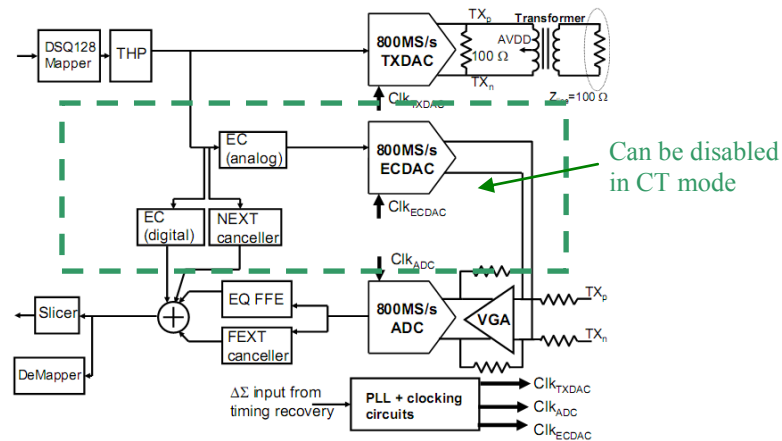 DSQ128
Mapper
THP
800MS/s
TXDAC
TXp
100 Ω
TXn
AVDD
Transformer
=100 Ω
ClkTXDAC
EC
(analog)
800MS/s
ECDAC
ClkECDAC
Can be disabled
in CT mode
EC
(digital)
NEXT
canceller
ClkADC
Slicer
DeMapper
+
EQ FFE
FEXT
canceller
800MS/s
ADC
VGA
TXp
TXn
ΔΣ input from
timing recovery
PLL + clocking
circuits
ClkTXDAC
ClkADC
ClkECDAC